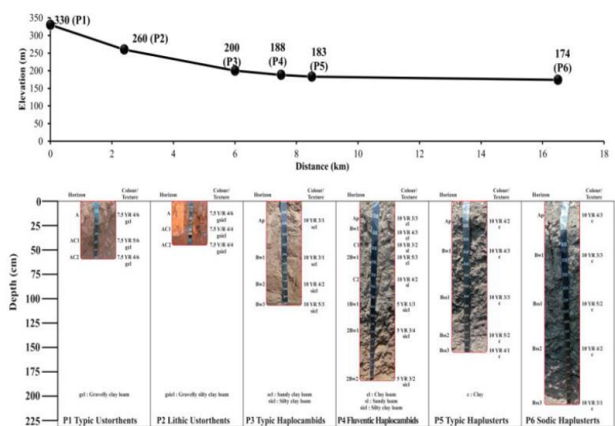 350
300
250
200
150
100
50
0
Elevation (m)
330 (P1)
260 (P2)
200
(P3)
188
(P4)
183
(P5)
174
(P6)
0 2 4 6 8 10 12 14 16 18
Distance (km)
Depth (cm)
0
25
50
75
100
125
150
175
200
225
Horizon Colour/
Texture
A 7.5 YR 4/6
gcl
AC1 7.5 YR 5/6
gcl
AC2 7.5 YR 4/6
gcl
gcl : Gravelly clay loam
P1 Typic Ustorthents
Horizon Colour/
Texture
A 7.5 YR 4/6
gsicl
AC1
AC2 7.5 YR 4/4
gsicl
gsicl : Gravelly silty clay loam
P2 Lithic Ustorthents
Horizon Colour/
Texture
Ap 10 YR 3/1
scl
Bw1 10 YR 3/1
scl
Bw2 10 YR 4/2
sicl
Bw3 10 YR 5/3
sicl
scl : Sandy clay loam
sicl : Silty clay loam
P3 Typic Haplocambids
Horizon Colour/
Texture
Ap 10 YR 3/3
Bw1 10 YR 4/3
C1 10 YR 3/2
2Bw1 10 YR 5/3
C2 10 YR 4/2
5 YR 3/3
sicl
2Bw1 5 YR 3/4
sicl
2Bw2 5 YR 3/2
sicl
cl : Clay loam
sl : Sandy loam
sicl : Silty clay loam
P4 Fluventic Haplocambids
Horizon Colour/
Texture
Ap 10 YR 4/2
c
Bw1 10 YR 4/3
c
Bss1 10 YR 3/3
c
Bss2 10 YR 5/2
c
Bss3 10 YR 4/1
c
c : Clay
P5 Typic Haplusterts
Horizon Colour/
Texture
Ap 10 YR 4/3
c
Bw1 10 YR 4/3
c
Bss1 10 YR 5/2
c
Bss2 10 YR 4/2
c
Bss3 10 YR 3/1
c
P6 Sodic Haplusterts